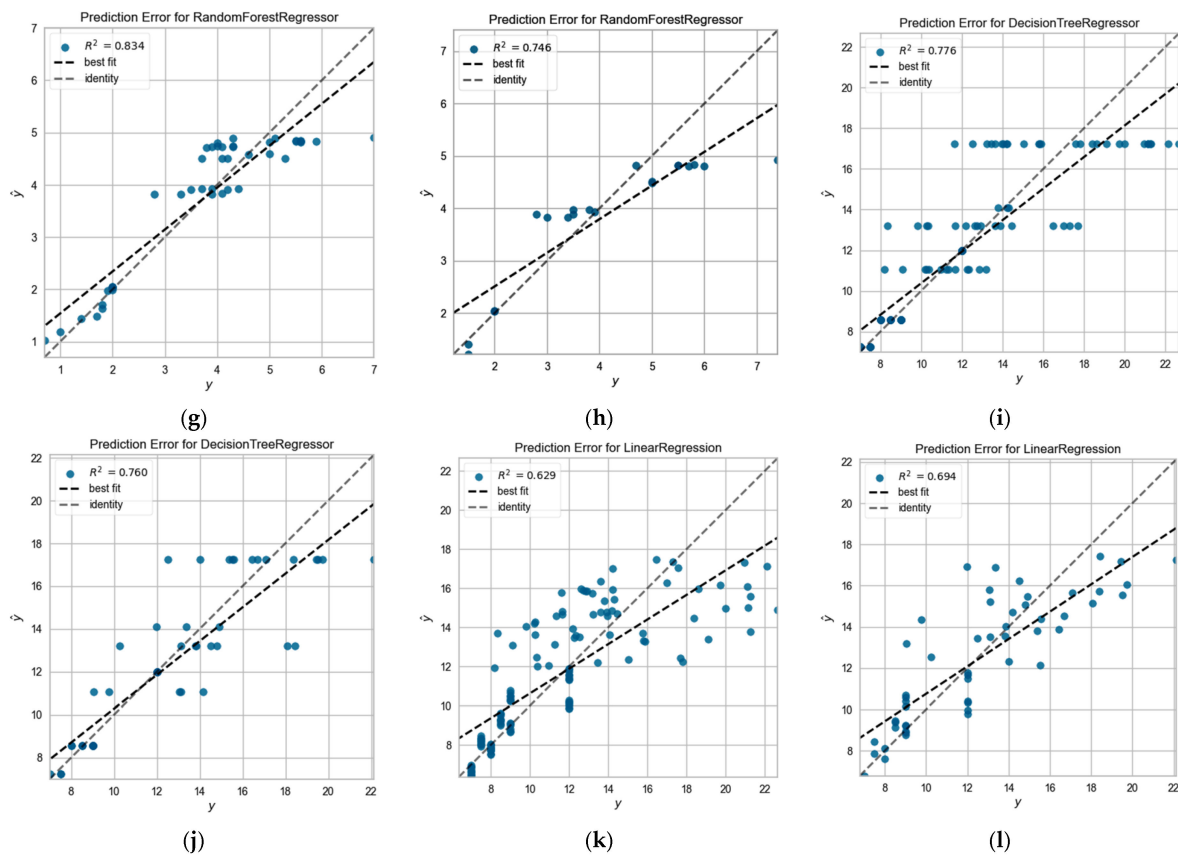 Prediction Error for RandomForestRegressor
R² = 0.834
best fit
identity
7
6
5
4
3
2
1
ŷ
1 2 3 4 5 6 7
y
(g)
Prediction Error for RandomForestRegressor
R² = 0.746
best fit
identity
7
6
5
4
3
2
ŷ
2 3 4 5 6 7
y
(h)
Prediction Error for DecisionTreeRegressor
R² = 0.776
best fit
identity
22
20
18
16
14
12
10
8
ŷ
8 10 12 14 16 18 20 22
y
(i)
Prediction Error for DecisionTreeRegressor
R² = 0.760
best fit
identity
22
20
18
16
14
12
10
8
ŷ
8 10 12 14 16 18 20 22
y
(j)
Prediction Error for LinearRegression
R² = 0.629
best fit
identity
22
20
18
16
14
12
10
8
ŷ
8 10 12 14 16 18 20 22
y
(k)
Prediction Error for LinearRegression
R² = 0.694
best fit
identity
22
20
18
16
14
12
10
8
ŷ
8 10 12 14 16 18 20 22
y
(l)